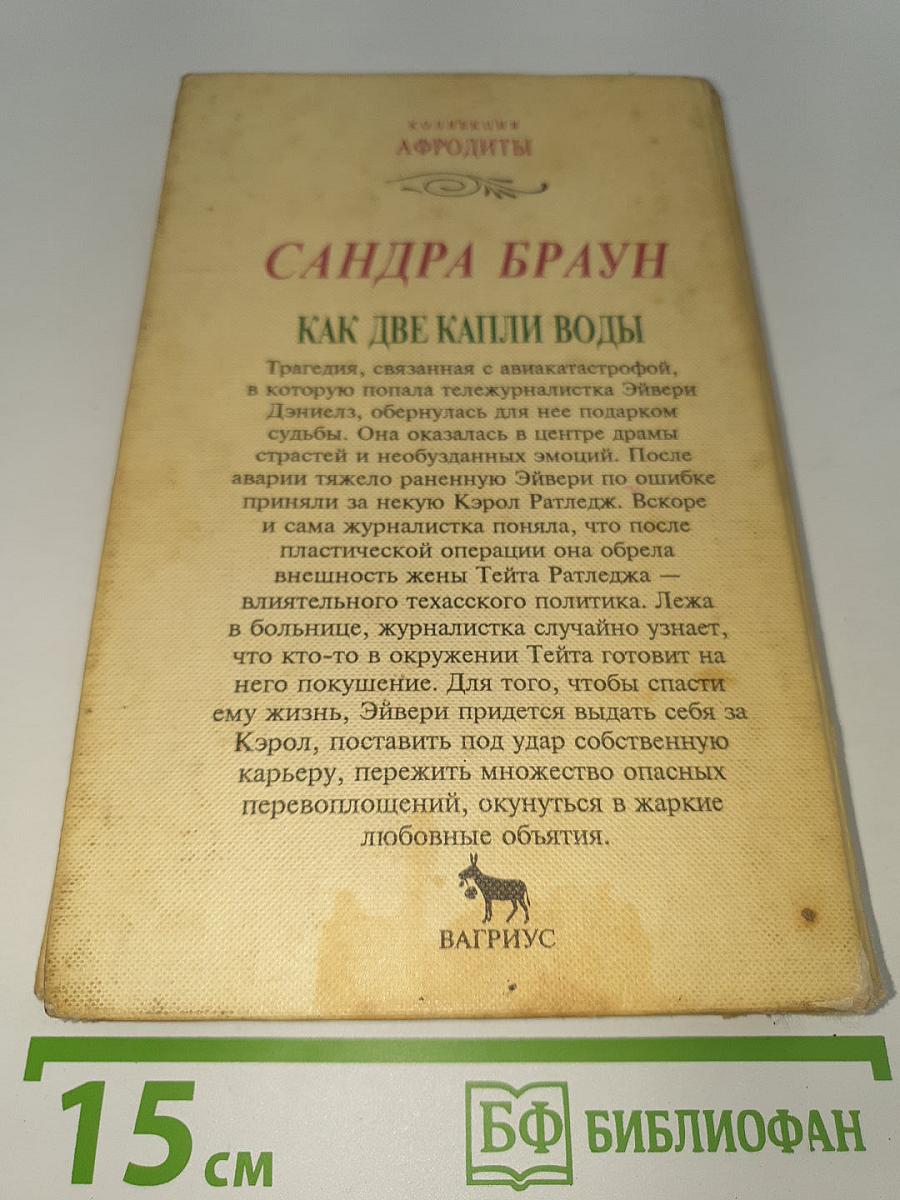 КОЛЛЕКЦИЯ
АФРОДИТЫ
САНДРА БРАУН
КАК ДВЕ КАПЛИ ВОДЫ
Трагедия, связанная с авиакатастрофой,
в которую попала тележурналистка Эйвери
Дэниелз, обернулась для нее подарком
судьбы. Она оказалась в центре драмы
страстей и необузданных эмоций. После
аварии тяжело раненную Эйвери по ошибке
приняли за некую Кэрол Ратледж. Вскоре
и сама журналистка поняла, что после
пластической операции она обрела
внешность жены Тейта Ратледжа —
влиятельного техасского политика. Лежа
в больнице, журналистка случайно узнает,
что кто-то в окружении Тейта готовит на
него покушение. Для того, чтобы спасти
ему жизнь, Эйвери придется выдать себя за
Кэрол, поставить под удар собственную
карьеру, пережить множество опасных
перевоплощений, окунуться в жаркие
любовные объятия.
ВАГРИУС
15 см
БФ БИБЛИОФАН